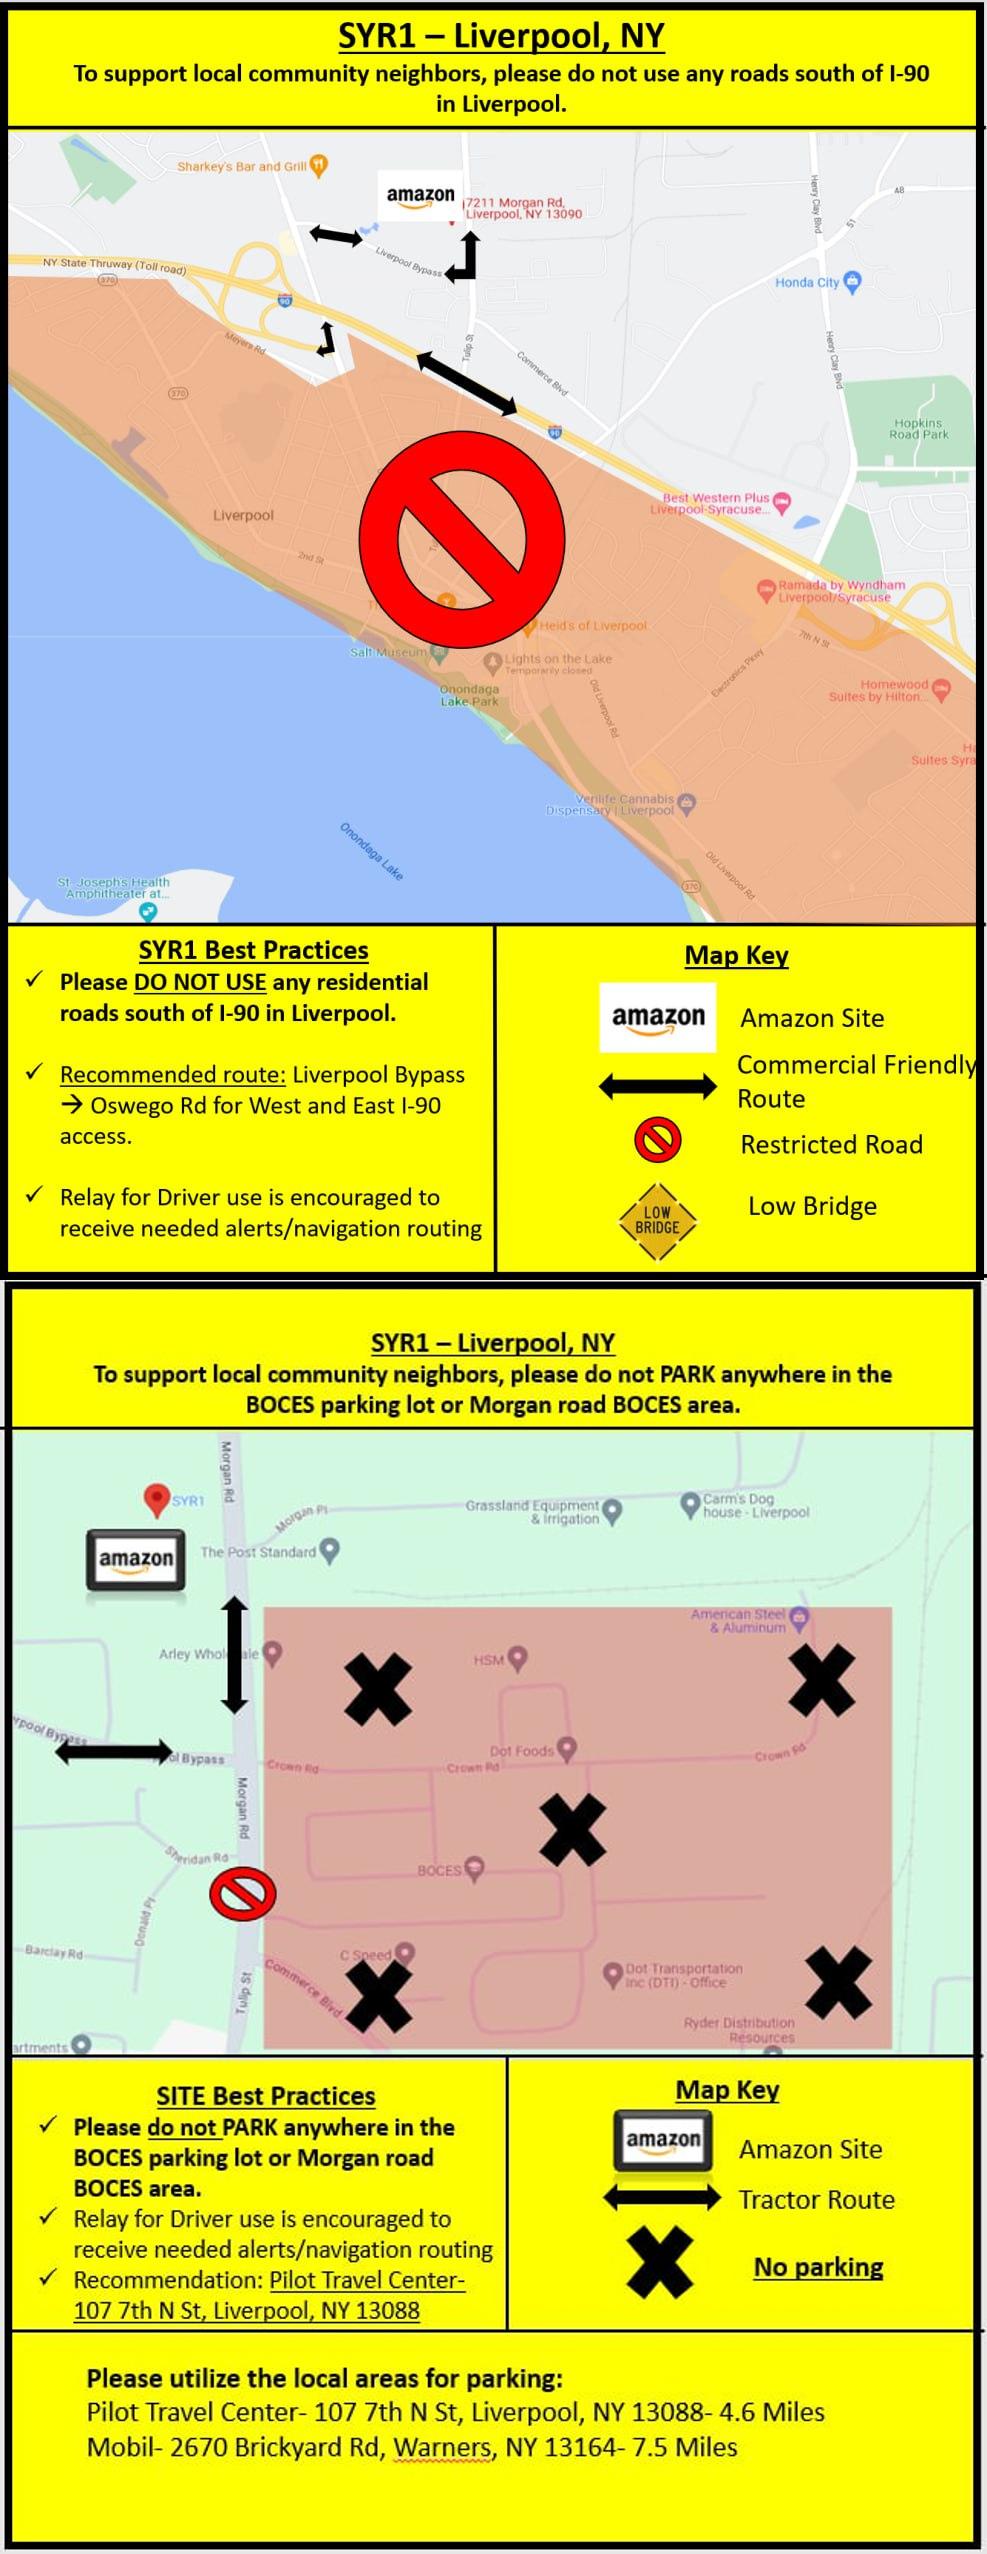 SYR1 – Liverpool, NY
To support local community neighbors, please do not use any roads south of I-90
in Liverpool.
Sharkey's Bar and Grill
amazon
7211 Morgan Rd,
Liverpool, NY 13090
Henry Clay Blvd
48
51
Liverpool Bypass
NY State Thruway (Toll road)
370
90
Honda City
Meyers Rd
Tulip St
Commerce Blvd
Henry Clay Blvd
370
90
Hopkins
Road Park
Best Western Plus
Liverpool-Syracuse...
Liverpool
2nd St
Ramada by Wyndham
Liverpool/Syracuse
Heid's of Liverpool
7th N St
Salt Museum
Lights on the Lake
Temporarily closed
Electronics Pkwy
Onondaga
Lake Park
Old Liverpool Rd
Homewood
Suites by Hilton...
Ha
Suites Syra
Verilife Cannabis
Dispensary | Liverpool
Onondaga Lake
Old Liverpool Rd
St. Joseph's Health
Amphitheater at...
370
SYR1 Best Practices
✓ Please DO NOT USE any residential
roads south of I-90 in Liverpool.
✓ Recommended route: Liverpool Bypass
→ Oswego Rd for West and East I-90
access.
✓ Relay for Driver use is encouraged to
receive needed alerts/navigation routing
Map Key
amazon Amazon Site
Commercial Friendly
Route
Restricted Road
LOW
BRIDGE
Low Bridge
SYR1 – Liverpool, NY
To support local community neighbors, please do not PARK anywhere in the
BOCES parking lot or Morgan road BOCES area.
Morgan Rd
SYR1
Morgan Pl
Grassland Equipment
& Irrigation
Carm's Dog
house - Liverpool
amazon
The Post Standard
American Steel
& Aluminum
Arley Whol ale
HSM
rpool Bypass
ol Bypass
Dot Foods
Crown Rd
Crown Rd
Crown Rd
Morgan Rd
Sheridan Rd
BOCES
Donald Pl
Barclay Rd
C Speed
Commerce Blvd
Tulip St
Dot Transportation
Inc (DTI) - Office
Ryder Distribution
Resources
artments
SITE Best Practices
✓ Please do not PARK anywhere in the
BOCES parking lot or Morgan road
BOCES area.
✓ Relay for Driver use is encouraged to
receive needed alerts/navigation routing
✓ Recommendation: Pilot Travel Center-
107 7th N St, Liverpool, NY 13088
Map Key
amazon Amazon Site
Tractor Route
No parking
Please utilize the local areas for parking:
Pilot Travel Center- 107 7th N St, Liverpool, NY 13088- 4.6 Miles
Mobil- 2670 Brickyard Rd, Warners, NY 13164- 7.5 Miles